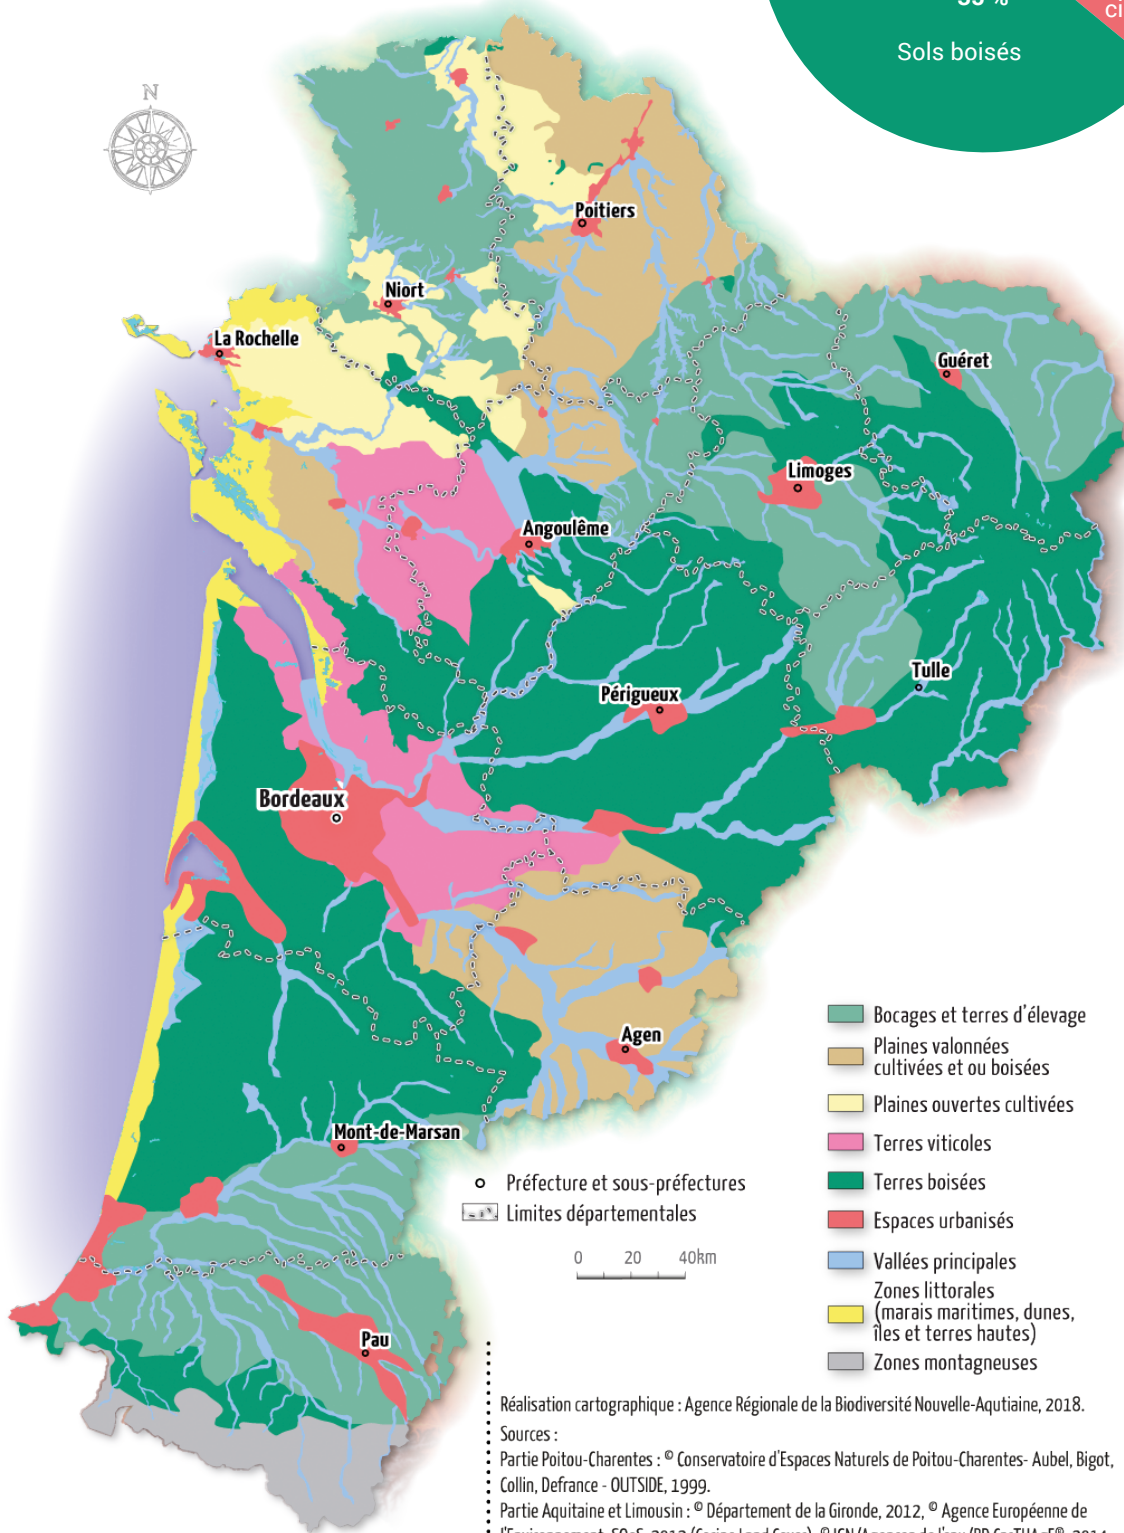 ci
Sols boisés
N
Poitiers
Niort
La Rochelle
Guéret
Limoges
Angoulême
Tulle
Périgueux
Bordeaux
Agen
Mont-de-Marsan
Pau
Bocages et terres d'élevage
Plaines valonnées
cultivées et ou boisées
Plaines ouvertes cultivées
Terres viticoles
Terres boisées
Espaces urbanisés
Vallées principales
Zones littorales
(marais maritimes, dunes,
îles et terres hautes)
Zones montagneuses
Préfecture et sous-préfectures
Limites départementales
0 20 40km
Réalisation cartographique : Agence Régionale de la Biodiversité Nouvelle-Aqutiaine, 2018.
Sources :
Partie Poitou-Charentes : © Conservatoire d'Espaces Naturels de Poitou-Charentes- Aubel, Bigot,
Collin, Defrance - OUTSIDE, 1999.
Partie Aquitaine et Limousin : © Département de la Gironde, 2012, © Agence Européenne de